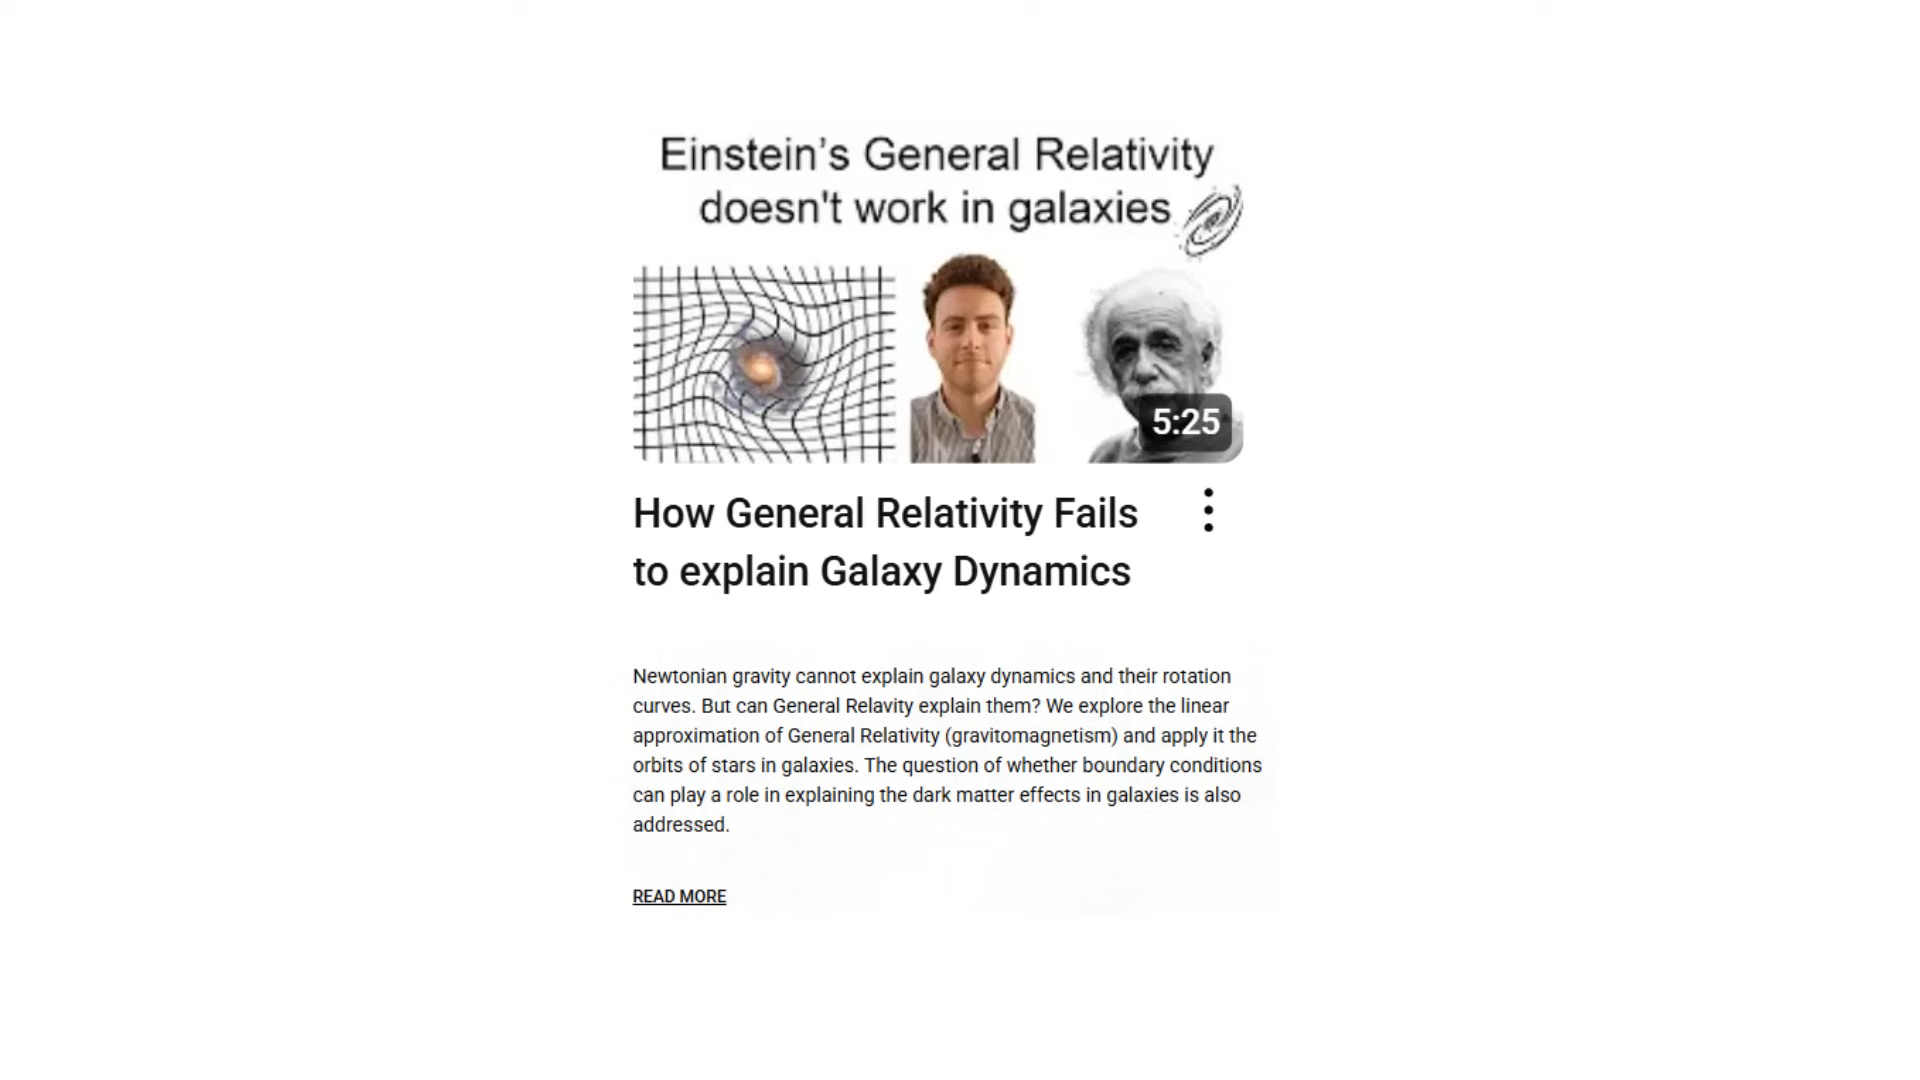 Einstein's General Relativity
doesn't work in galaxies
5:25
How General Relativity Fails
to explain Galaxy Dynamics
Newtonian gravity cannot explain galaxy dynamics and their rotation
curves. But can General Relavity explain them? We explore the linear
approximation of General Relativity (gravitomagnetism) and apply it the
orbits of stars in galaxies. The question of whether boundary conditions
can play a role in explaining the dark matter effects in galaxies is also
addressed.
READ MORE